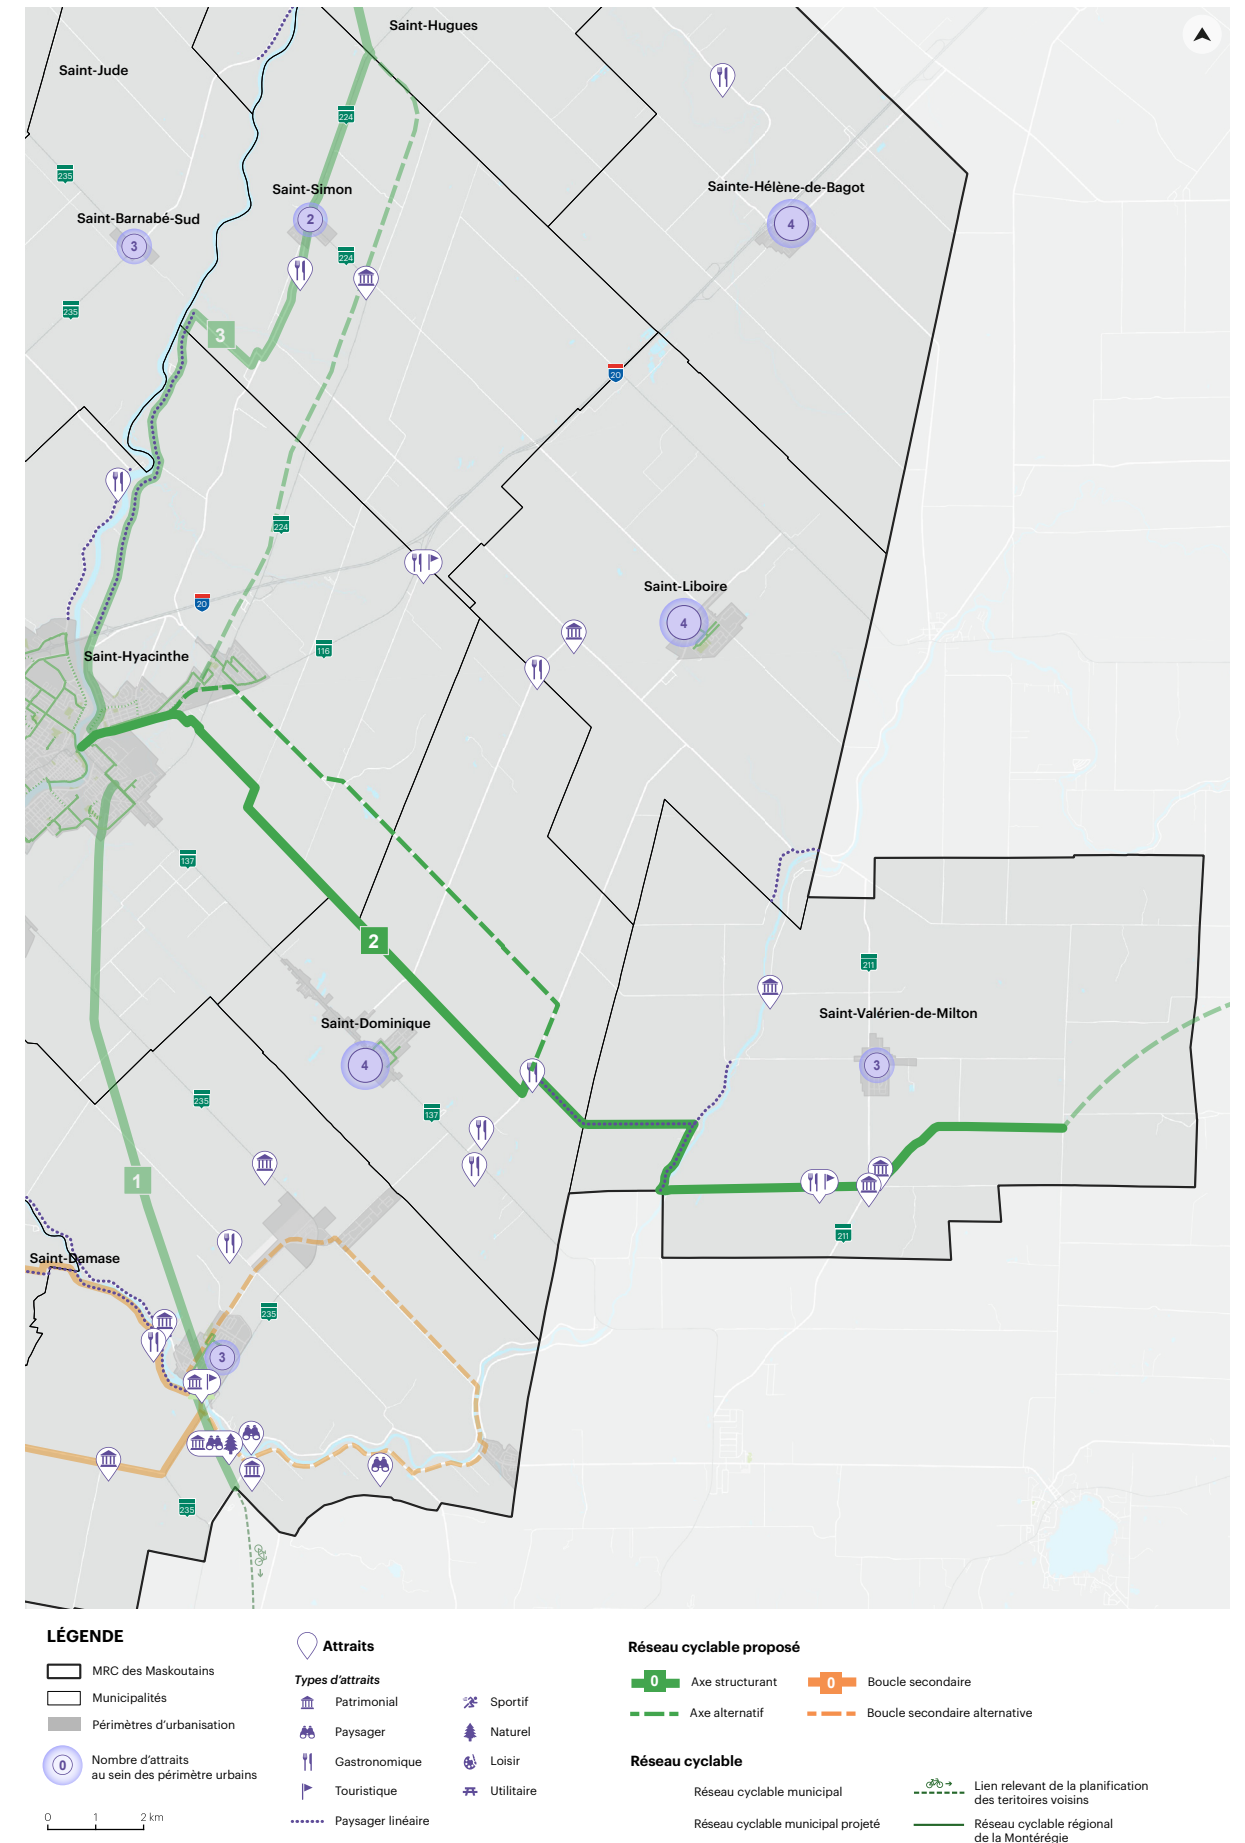 Saint-Hugues
Saint-Jude
224
235
Saint-Simon
Sainte-Hélène-de-Bagot
Saint-Barnabé-Sud
2
4
3
224
235
3
20
224
Saint-Liboire
20
4
116
Saint-Hyacinthe
137
2
211
Saint-Dominique
Saint-Valérien-de-Milton
4
3
235
137
1
211
Saint-Damase
235
3
235
LÉGENDE
MRC des Maskoutains
Municipalités
Périmètres d'urbanisation
0
Nombre d'attraits
au sein des périmètre urbains
0 1 2 km
Attraits
Types d'attraits
Patrimonial
Paysager
Gastronomique
Touristique
Paysager linéaire
Sportif
Naturel
Loisir
Utilitaire
Réseau cyclable proposé
0 Axe structurant
0 Boucle secondaire
Axe alternatif
Boucle secondaire alternative
Réseau cyclable
Réseau cyclable municipal
Réseau cyclable municipal projeté
Lien relevant de la planification
des teritoires voisins
Réseau cyclable régional
de la Montérégie